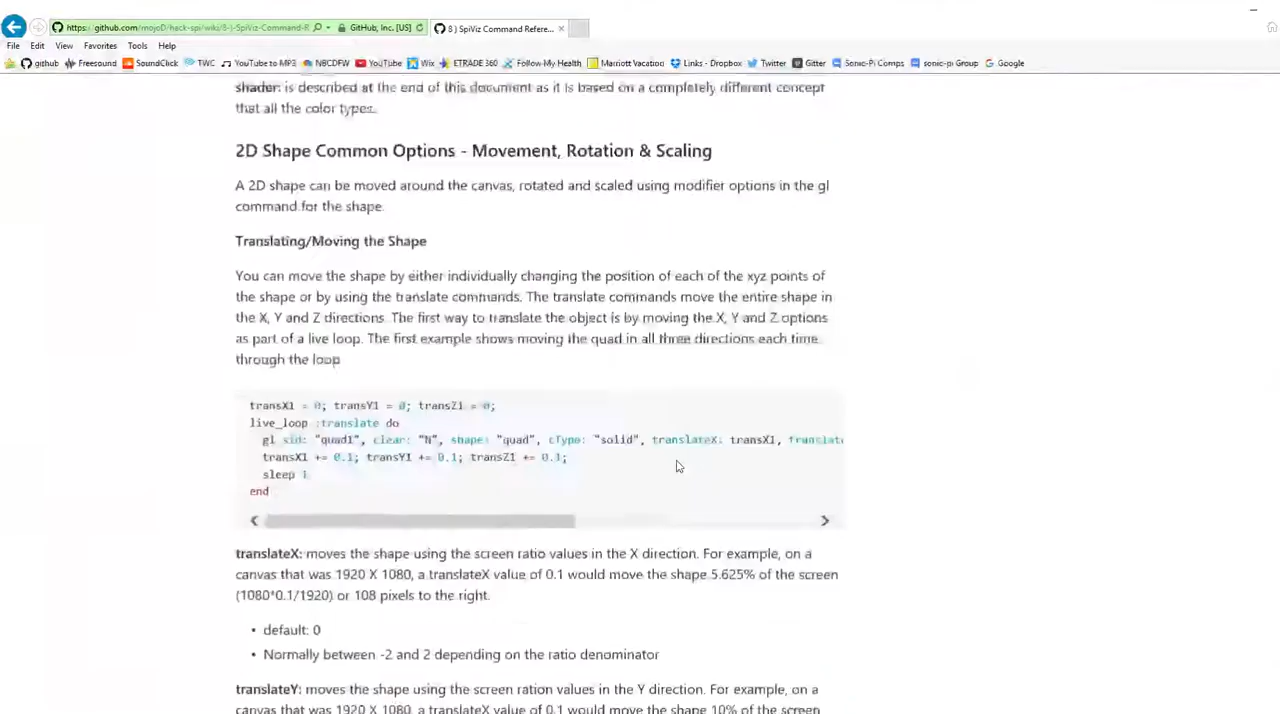 https://github.com/mojoD/hack-spi/wiki/8-)-SpiViz-Command-R
GitHub, Inc. [US]
8 ) SpiViz Command Refere...
File Edit View Favorites Tools Help
github Freesound SoundClick TWC YouTube to MP3 NBCDFW YouTube Wix ETRADE 360 Follow My Health Marriott Vacation Links - Dropbox Twitter Gitter Sonic-Pi Comps sonic-pi Group Google
shader: is described at the end of this document as it is based on a completely different concept
that all the color types.
2D Shape Common Options - Movement, Rotation & Scaling
A 2D shape can be moved around the canvas, rotated and scaled using modifier options in the gl
command for the shape.
Translating/Moving the Shape
You can move the shape by either individually changing the position of each of the xyz points of
the shape or by using the translate commands. The translate commands move the entire shape in
the X, Y and Z directions. The first way to translate the object is by moving the X, Y and Z options
as part of a live loop. The first example shows moving the quad in all three directions each time
through the loop
transX1 = 0; transY1 = 0; transZ1 = 0;
live_loop :translate do
gl sid: "quad1", clear: "N", shape: "quad", cType: "solid", translateX: transX1, translate
transX1 += 0.1; transY1 += 0.1; transZ1 += 0.1;
sleep 1
end
translateX: moves the shape using the screen ratio values in the X direction. For example, on a
canvas that was 1920 X 1080, a translateX value of 0.1 would move the shape 5.625% of the screen
(1080*0.1/1920) or 108 pixels to the right.
• default: 0
• Normally between -2 and 2 depending on the ratio denominator
translateY: moves the shape using the screen ration values in the Y direction. For example, on a
canvas that was 1920 X 1080, a translateX value of 0.1 would move the shape 10% of the screen